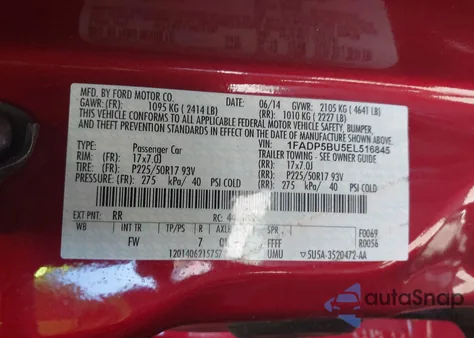 MFD. BY FORD MOTOR CO.
DATE: 06/14 GVWR: 2105 KG ( 4641 LB)
GAWR: (FR): 1095 KG ( 2414 LB) (RR): 1010 KG ( 2227 LB)
THIS VEHICLE CONFORMS TO ALL APPLICABLE FEDERAL MOTOR VEHICLE SAFETY, BUMPER,
AND THEFT PREVENTION STANDARDS IN EFFECT ON THE DATE OF MANUFACTURE
SHOWN ABOVE.
VIN: 1FADP5BU5EL516845
TYPE: Passenger Car TRAILER TOWING - SEE OWNER GUIDE
RIM: (FR) 17x7.0J (RR): 17x7.0J
TIRE: (FR) P225/50R17 93V (RR): P225/50R17 93V
PRESSURE: (FR) 275 kPa/ 40 PSI COLD (RR): 275 kPa/ 40 PSI COLD
EXT PNT: RR RC: 44
WB INT TR TP/PS R AXLE SPR F0069
FW 7 FFFF R0056
UMU 5U5A-3520472-AA
autoSnap